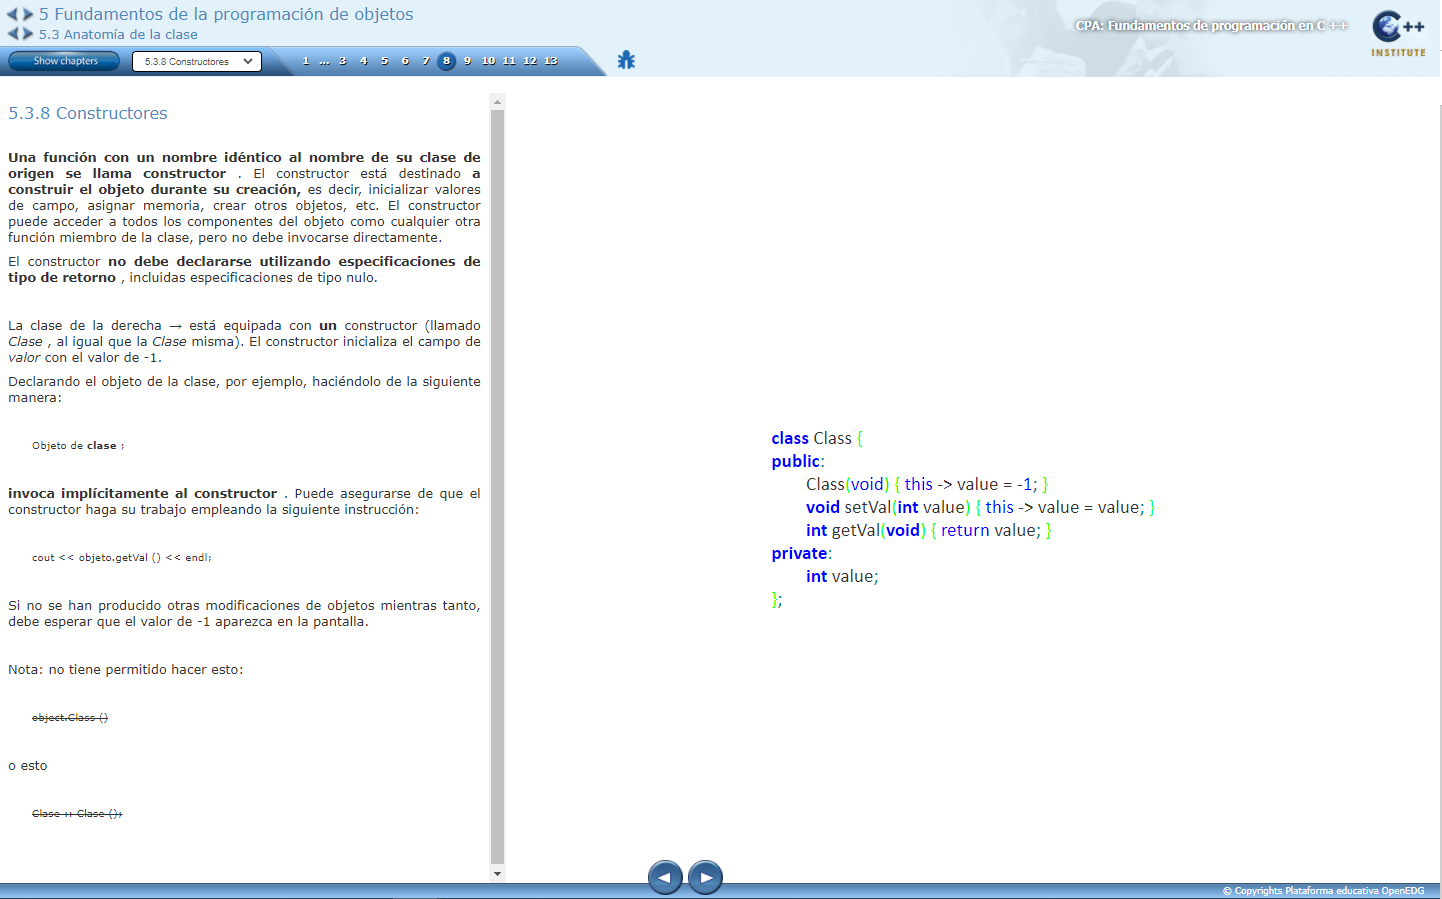 5 Fundamentos de la programación de objetos
5.3 Anatomía de la clase
CPA: Fundamentos de programación en C ++
C++
INSTITUTE
Show chapters
5.3.8 Constructores
1 ... 3 4 5 6 7 8 9 10 11 12 13
5.3.8 Constructores
Una función con un nombre idéntico al nombre de su clase de
origen se llama constructor . El constructor está destinado a
construir el objeto durante su creación, es decir, inicializar valores
de campo, asignar memoria, crear otros objetos, etc. El constructor
puede acceder a todos los componentes del objeto como cualquier otra
función miembro de la clase, pero no debe invocarse directamente.
El constructor no debe declararse utilizando especificaciones de
tipo de retorno , incluidas especificaciones de tipo nulo.
La clase de la derecha → está equipada con un constructor (llamado
Clase , al igual que la Clase misma). El constructor inicializa el campo de
valor con el valor de -1.
Declarando el objeto de la clase, por ejemplo, haciéndolo de la siguiente
manera:
Objeto de clase ;
invoca implícitamente al constructor . Puede asegurarse de que el
constructor haga su trabajo empleando la siguiente instrucción:
cout << objeto.getVal () << endl;
Si no se han producido otras modificaciones de objetos mientras tanto,
debe esperar que el valor de -1 aparezca en la pantalla.
Nota: no tiene permitido hacer esto:
object.Class ()
o esto
Clase :: Clase ();
class Class {
public:
Class(void) { this -> value = -1; }
void setVal(int value) { this -> value = value; }
int getVal(void) { return value; }
private:
int value;
};
© Copyrights Plataforma educativa OpenEDG